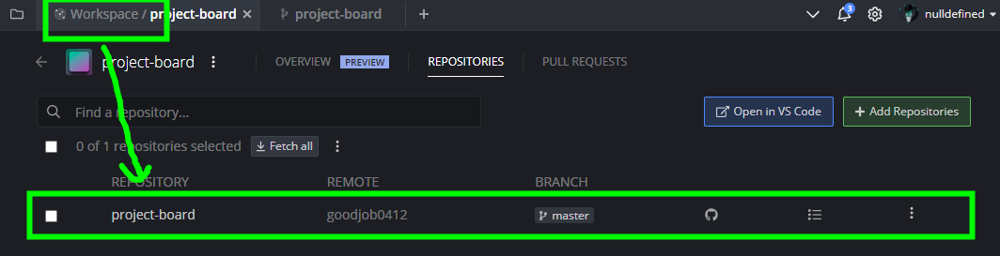 Workspace / project-board project-board 3 nulldefined
project-board OVERVIEW PREVIEW REPOSITORIES PULL REQUESTS
Find a repository... Open in VS Code Add Repositories
0 of 1 repositories selected Fetch all
REPOSITORY REMOTE BRANCH
project-board goodjob0412 master